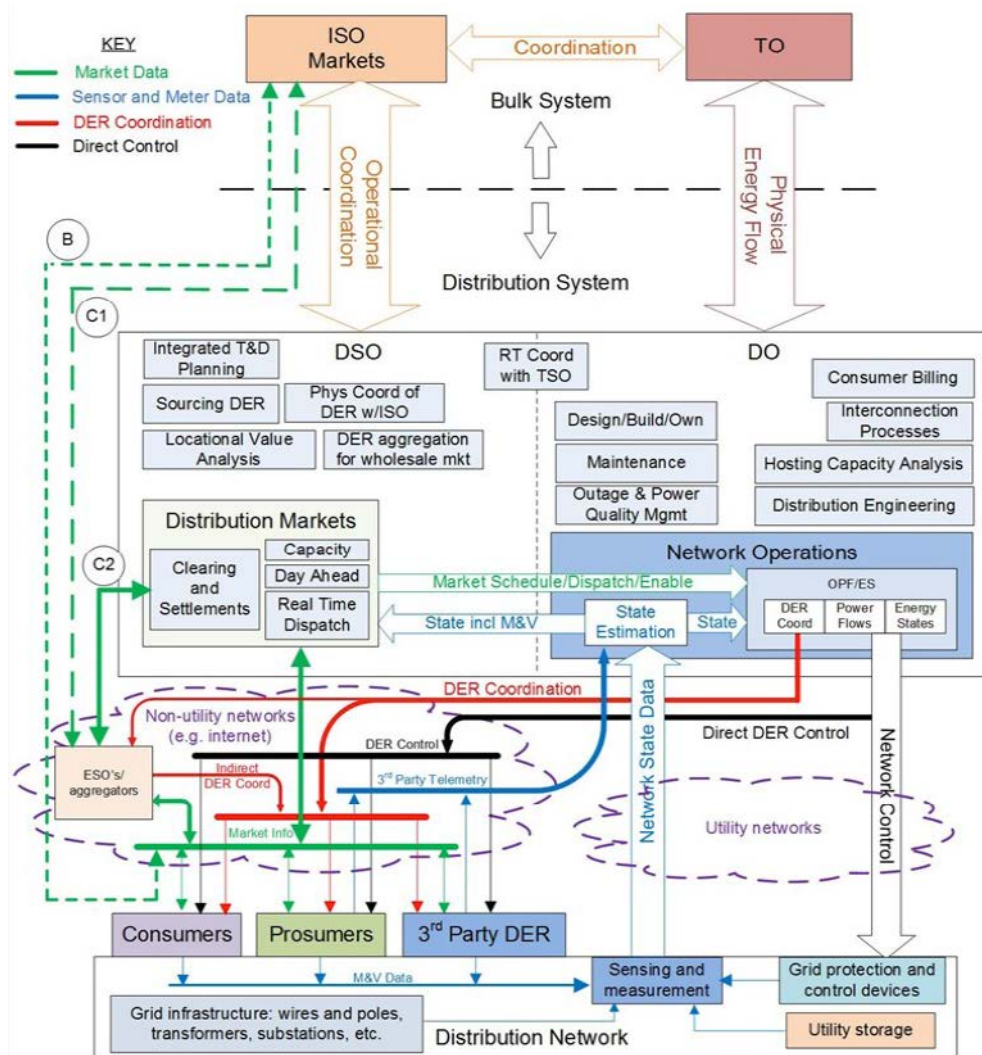 KEY
Market Data
Sensor and Meter Data
DER Coordination
Direct Control
ISO
Markets
Coordination
TO
Bulk System
Operational
Coordination
Physical
Energy Flow
Distribution System
B
C1
C2
DSO
Integrated T&D
Planning
Sourcing DER
Phys Coord of
DER w/ISO
Locational Value
Analysis
DER aggregation
for wholesale mkt
RT Coord
with TSO
DO
Consumer Billing
Design/Build/Own
Interconnection
Processes
Maintenance
Hosting Capacity Analysis
Outage & Power
Quality Mgmt
Distribution Engineering
Distribution Markets
Clearing
and
Settlements
Capacity
Day Ahead
Real Time
Dispatch
Market Schedule/Dispatch/Enable
State incl M&V
Network Operations
State
Estimation
State
OPF/ES
DER
Coord
Power
Flows
Energy
States
DER Coordination
Non-utility networks
(e.g. internet)
DER Control
Direct DER Control
ESO's/
aggregators
Indirect
DER Coord
3rd Party Telemetry
Market Info
Network State Data
Utility networks
Network Control
Consumers
Prosumers
3rd Party DER
M&V Data
Sensing and
measurement
Grid protection and
control devices
Grid infrastructure: wires and poles,
transformers, substations, etc.
Distribution Network
Utility storage